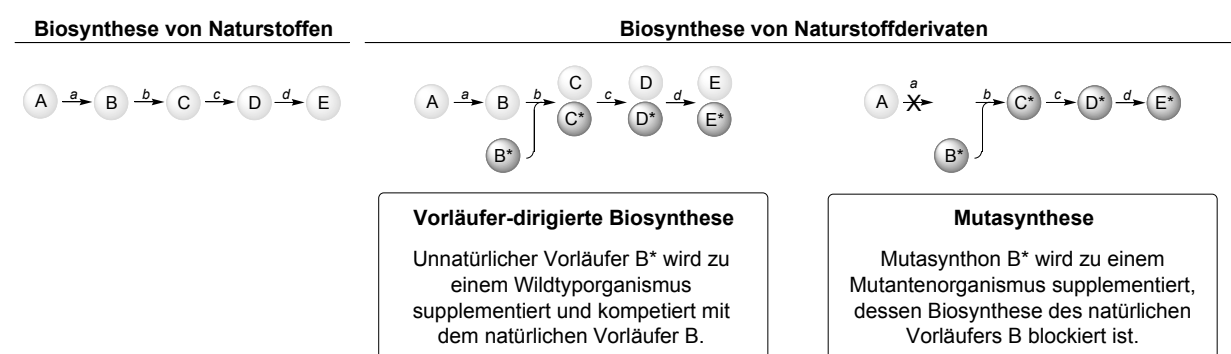 Biosynthese von Naturstoffen
Biosynthese von Naturstoffderivaten
A a B b C c D d E
A a B b C c D d E
C* D* E*
B*
A a X b C* c D* d E*
B*
Vorläufer-dirigierte Biosynthese
Unnatürlicher Vorläufer B* wird zu
einem Wildtyporganismus
supplementiert und kompetiert mit
dem natürlichen Vorläufer B.
Mutasynthese
Mutasynthon B* wird zu einem
Mutantenorganismus supplementiert,
dessen Biosynthese des natürlichen
Vorläufers B blockiert ist.